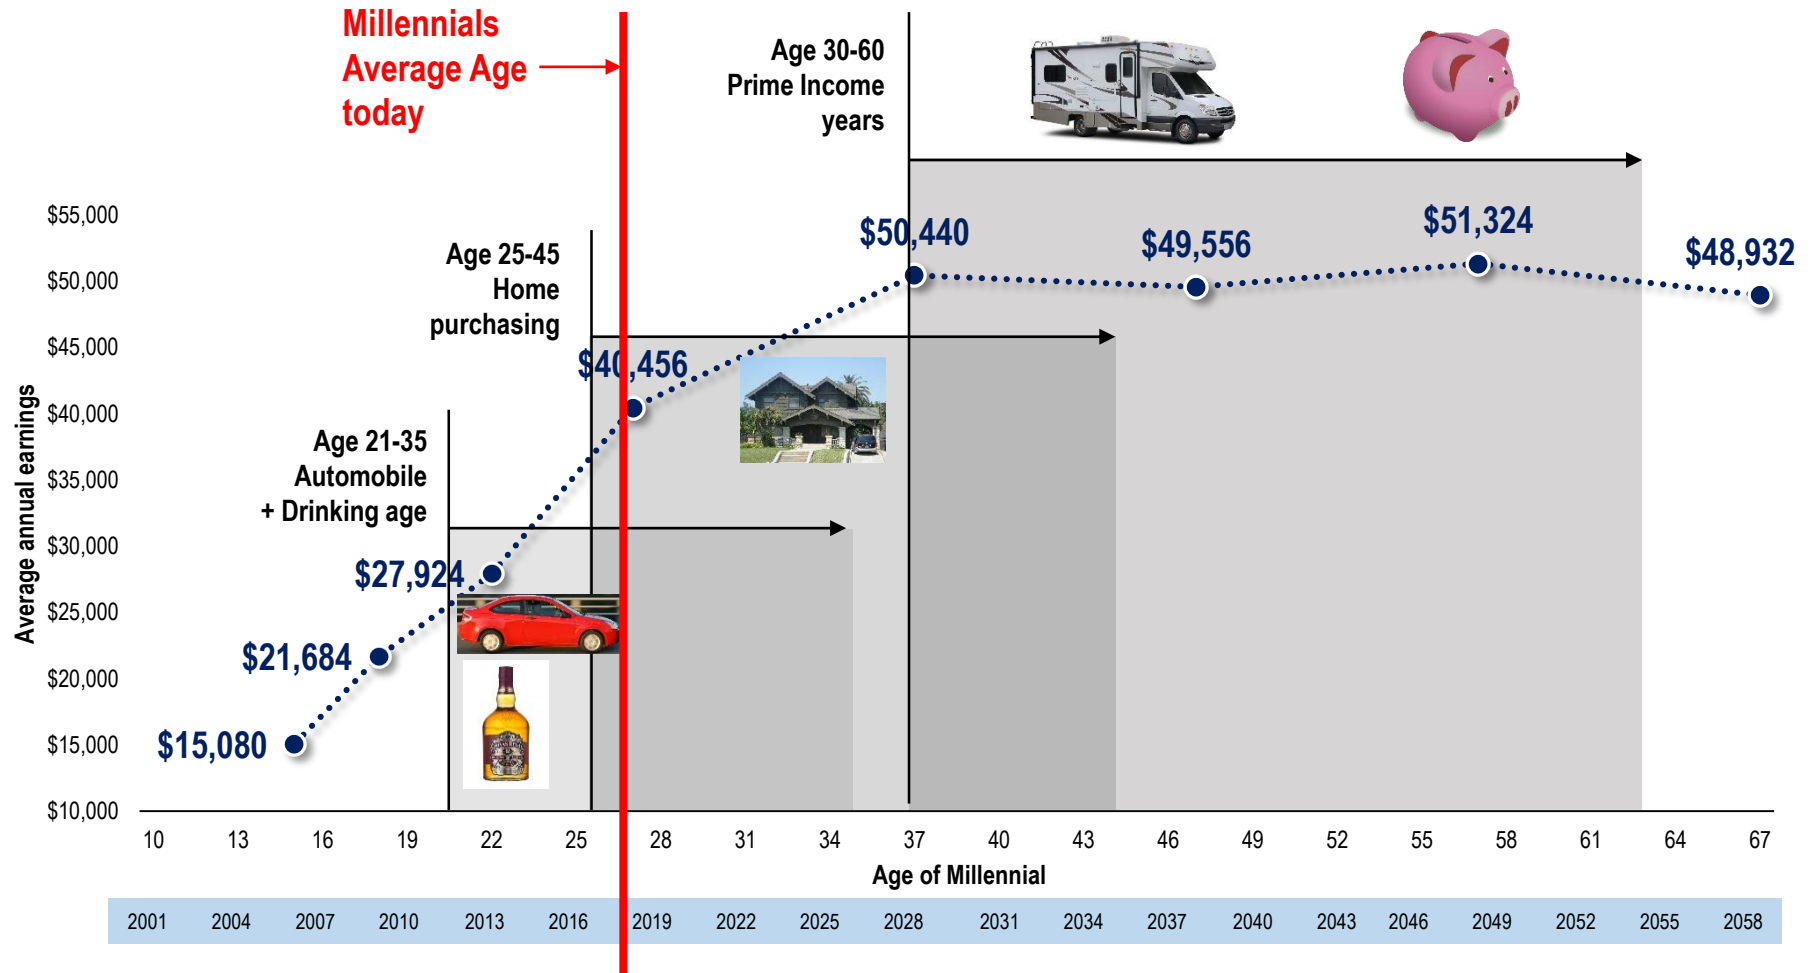 Millennials
Average Age
today
Age 30-60
Prime Income
years
Age 25-45
Home
purchasing
Age 21-35
Automobile
+ Drinking age
$15,080
$21,684
$27,924
$40,456
$50,440
$49,556
$51,324
$48,932
Average annual earnings
$55,000
$50,000
$45,000
$40,000
$35,000
$30,000
$25,000
$20,000
$15,000
$10,000
10 13 16 19 22 25 28 31 34 37 40 43 46 49 52 55 58 61 64 67
Age of Millennial
2001 2004 2007 2010 2013 2016 2019 2022 2025 2028 2031 2034 2037 2040 2043 2046 2049 2052 2055 2058